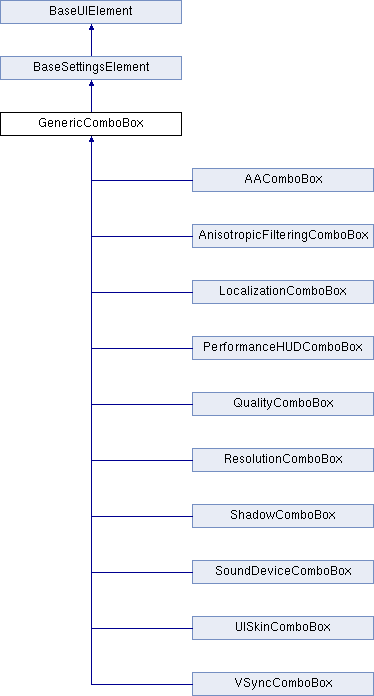 BaseUIElement
BaseSettingsElement
GenericComboBox
AAComboBox
AnisotropicFilteringComboBox
LocalizationComboBox
PerformanceHUDComboBox
QualityComboBox
ResolutionComboBox
ShadowComboBox
SoundDeviceComboBox
UISkinComboBox
VSyncComboBox